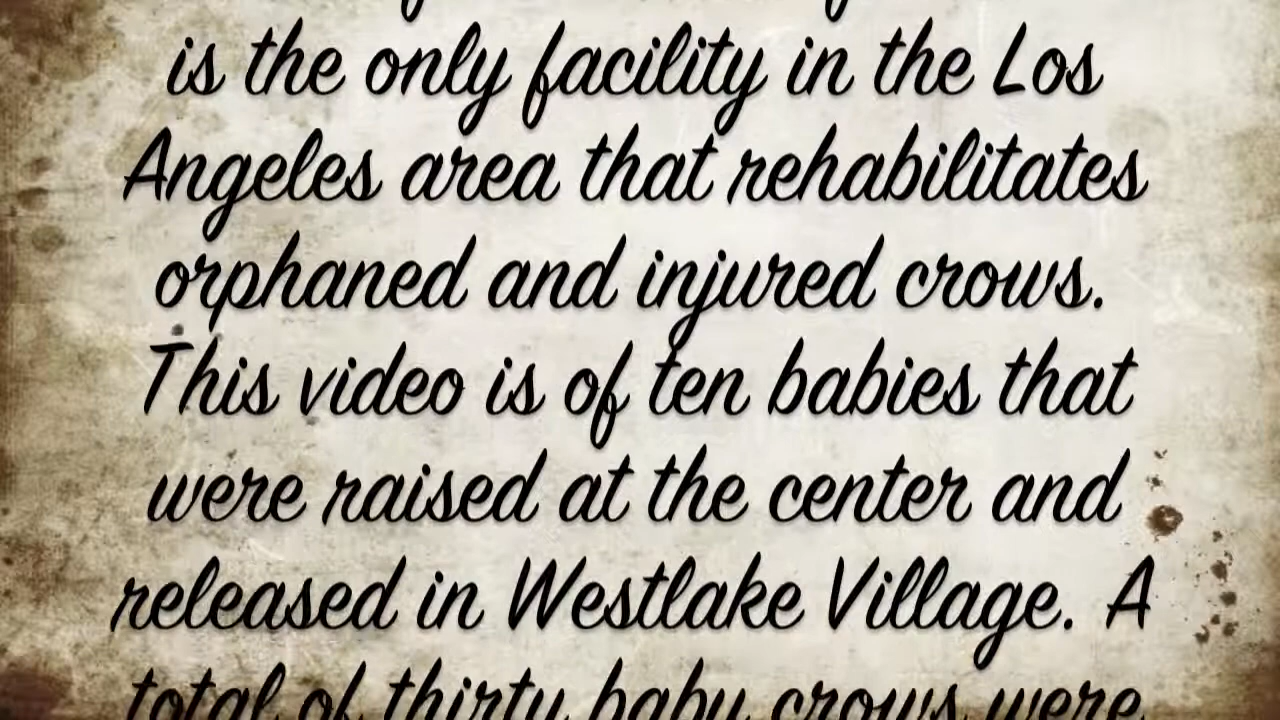 is the only facility in the Los
Angeles area that rehabilitates
orphaned and injured crows.
This video is of ten babies that
were raised at the center and
released in Westlake Village. A
total of thirty baby crows were